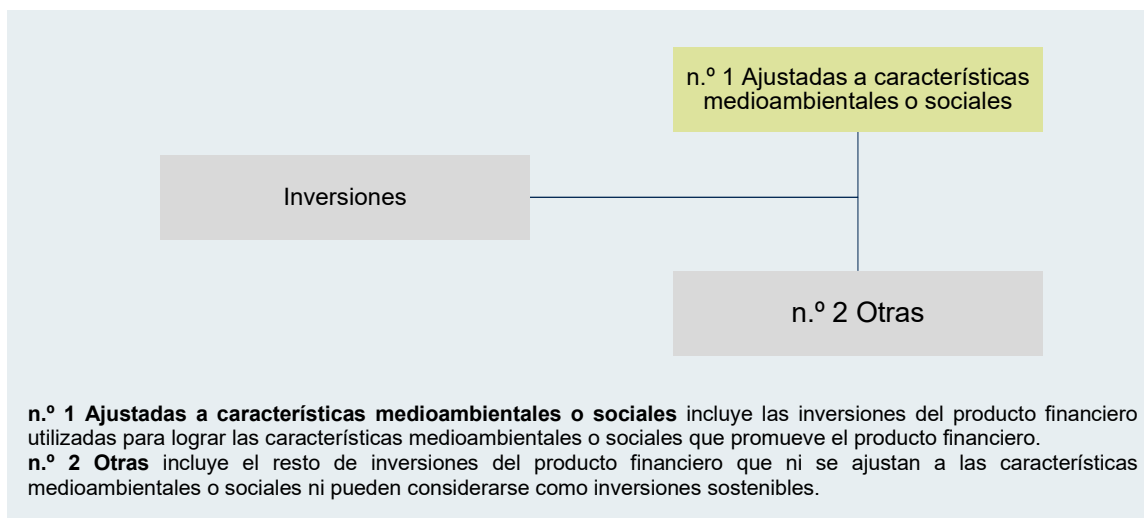 n.º 1 Ajustadas a características
medioambientales o sociales
Inversiones
n.º 2 Otras
n.º 1 Ajustadas a características medioambientales o sociales incluye las inversiones del producto financiero
utilizadas para lograr las características medioambientales o sociales que promueve el producto financiero.
n.º 2 Otras incluye el resto de inversiones del producto financiero que ni se ajustan a las características
medioambientales o sociales ni pueden considerarse como inversiones sostenibles.